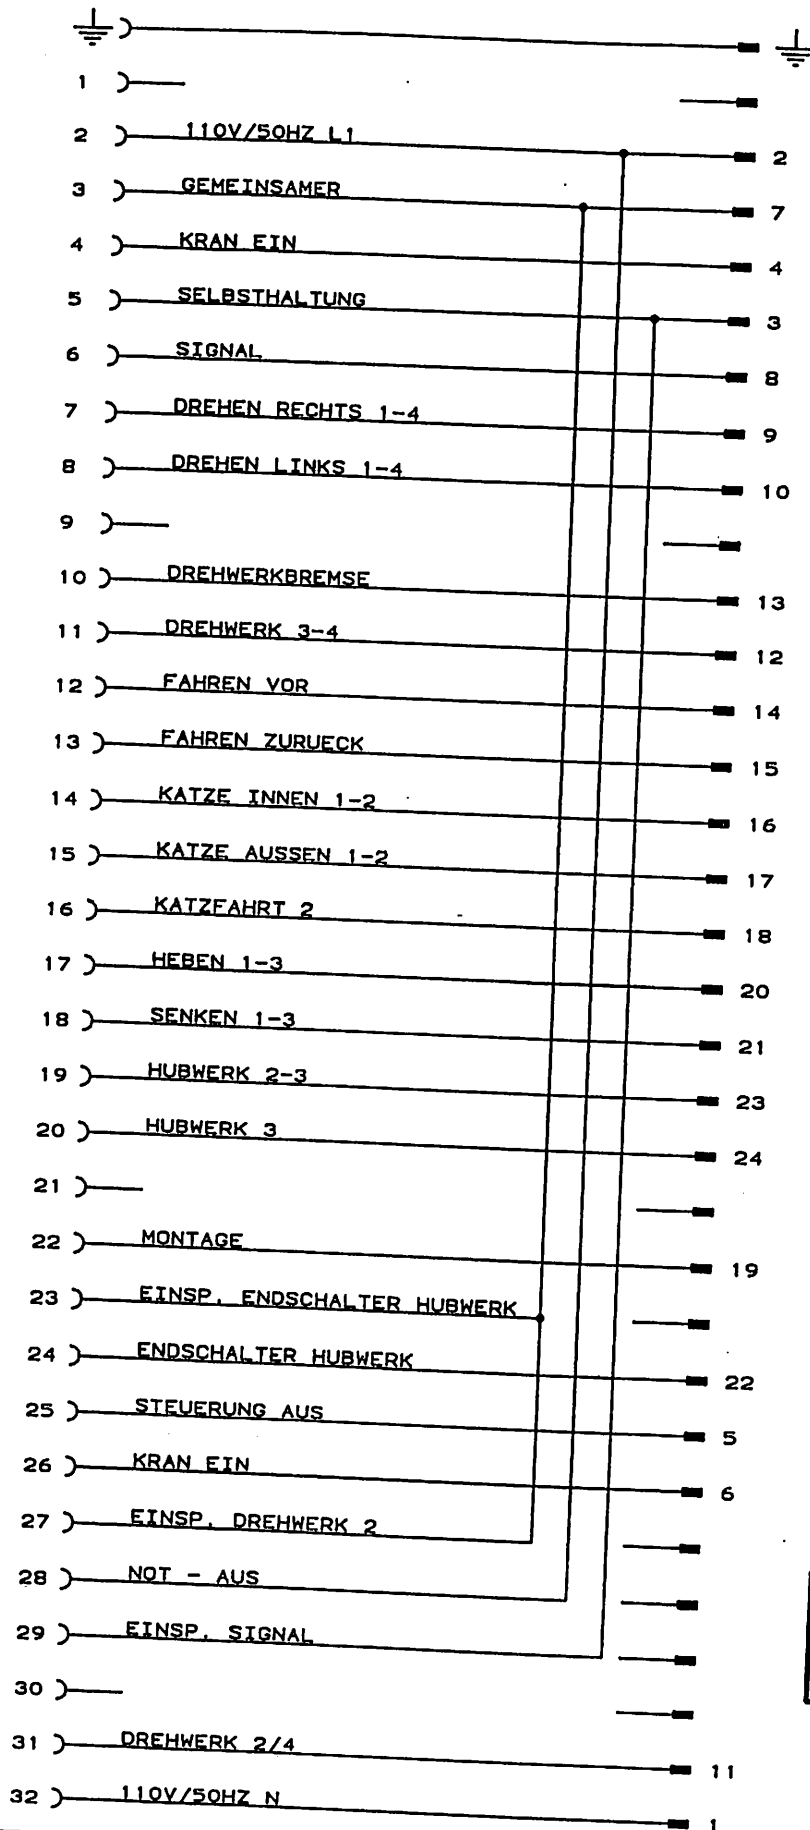 1
2 110V/50HZ L1 2
3 GEMEINSAMER 7
4 KRAN EIN 4
5 SELBSTHALTUNG 3
6 SIGNAL 8
7 DREHEN RECHTS 1-4 9
8 DREHEN LINKS 1-4 10
9
10 DREHWERKBREMSE 13
11 DREHWERK 3-4 12
12 FAHREN VOR 14
13 FAHREN ZURUECK 15
14 KATZE INNEN 1-2 16
15 KATZE AUSSEN 1-2 17
16 KATZFAHRT 2 18
17 HEBEN 1-3 20
18 SENKEN 1-3 21
19 HUBWERK 2-3 23
20 HUBWERK 3 24
21
22 MONTAGE 19
23 EINSP. ENDSCHALTER HUBWERK
24 ENDSCHALTER HUBWERK 22
25 STEUERUNG AUS 5
26 KRAN EIN 6
27 EINSP. DREHWERK 2
28 NOT - AUS
29 EINSP. SIGNAL
30
31 DREHWERK 2/4 11
32 110V/50HZ N 1